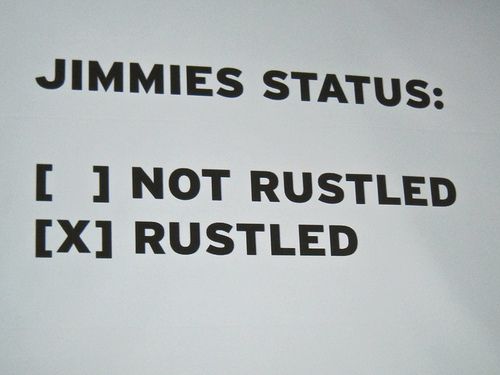 JIMMIES STATUS:
[ ] NOT RUSTLED
[X] RUSTLED